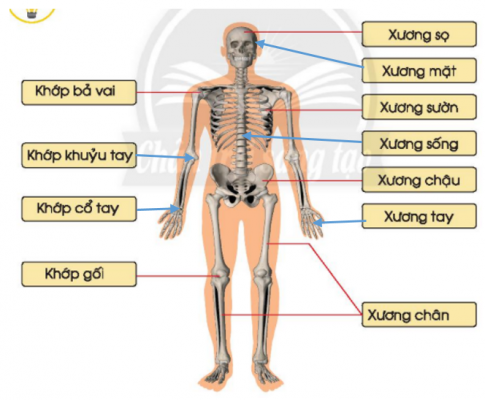 Xương sọ
Xương mặt
Khớp bả vai
Xương sườn
Xương sống
Khớp khuỷu tay
Xương chậu
Khớp cổ tay
Xương tay
Khớp gối
Xương chân